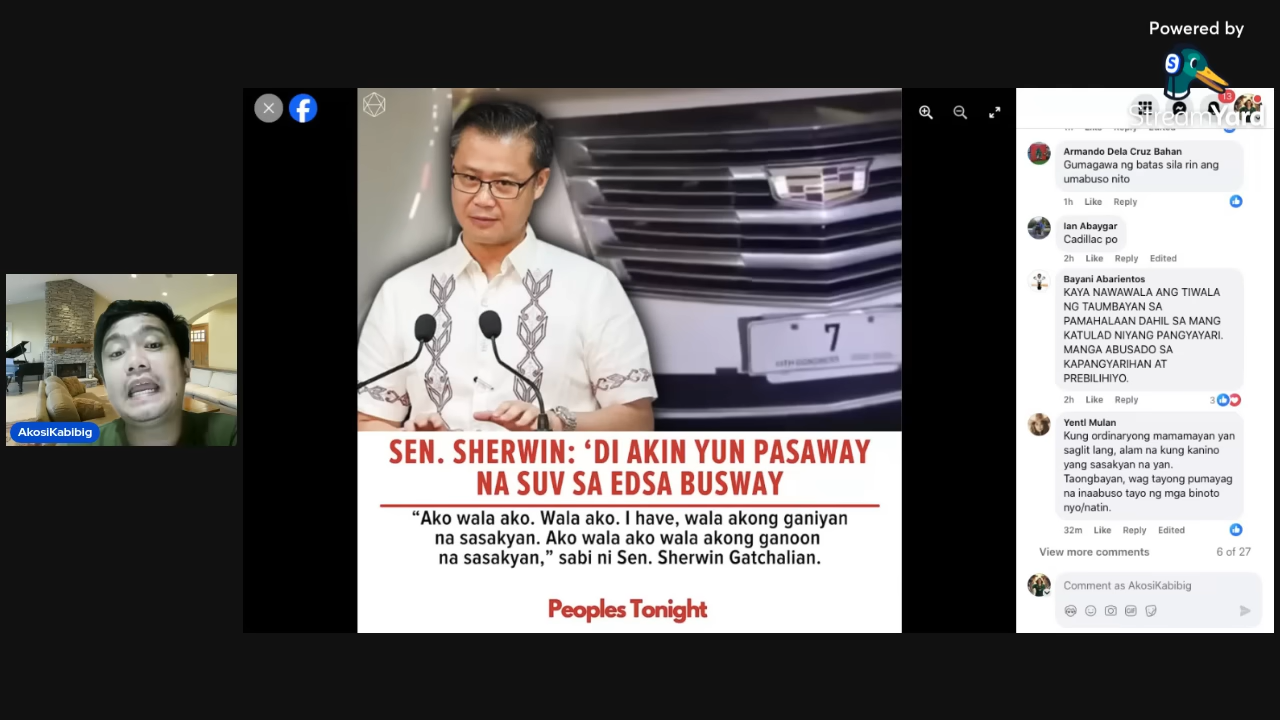 Powered by
S
StreamYard
13
1h Like Reply Edited
Armando Dela Cruz Bahan
Gumagawa ng batas sila rin ang
umabuso nito
1h Like Reply
Ian Abaygar
Cadillac po
2h Like Reply Edited
Bayani Abarientos
KAYA NAWAWALA ANG TIWALA
NG TAUMBAYAN SA
PAMAHALAAN DAHIL SA MANG
KATULAD NIYANG PANGYAYARI.
MANGA ABUSADO SA
KAPANGYARIHAN AT
PREBILIHIYO.
2h Like Reply 3
Yentl Mulan
Kung ordinaryong mamamayan yan
saglit lang, alam na kung kanino
yang sasakyan na yan.
Taongbayan, wag tayong pumayag
na inaabuso tayo ng mga binoto
nyo/natin.
32m Like Reply Edited
View more comments 6 of 27
Comment as AkosiKabibig
GIF
7
SEN. SHERWIN: ‘DI AKIN YUN PASAWAY
NA SUV SA EDSA BUSWAY
“Ako wala ako. Wala ako. I have, wala akong ganiyan
na sasakyan. Ako wala ako wala akong ganoon
na sasakyan,” sabi ni Sen. Sherwin Gatchalian.
Peoples Tonight
AkosiKabibig